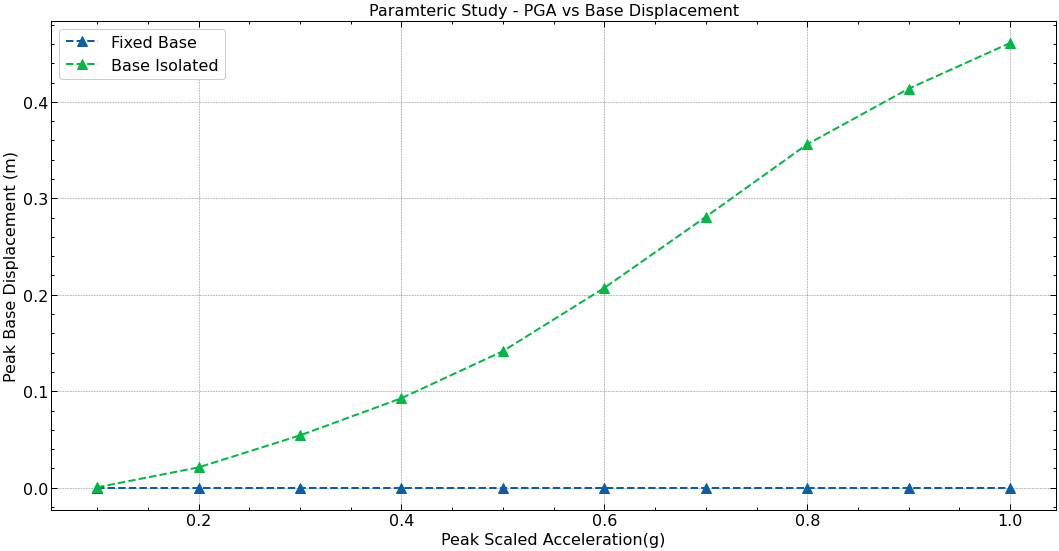 Paramteric Study - PGA vs Base Displacement
Fixed Base
Base Isolated
Peak Base Displacement (m)
0.4
0.3
0.2
0.1
0.0
0.2 0.4 0.6 0.8 1.0
Peak Scaled Acceleration(g)